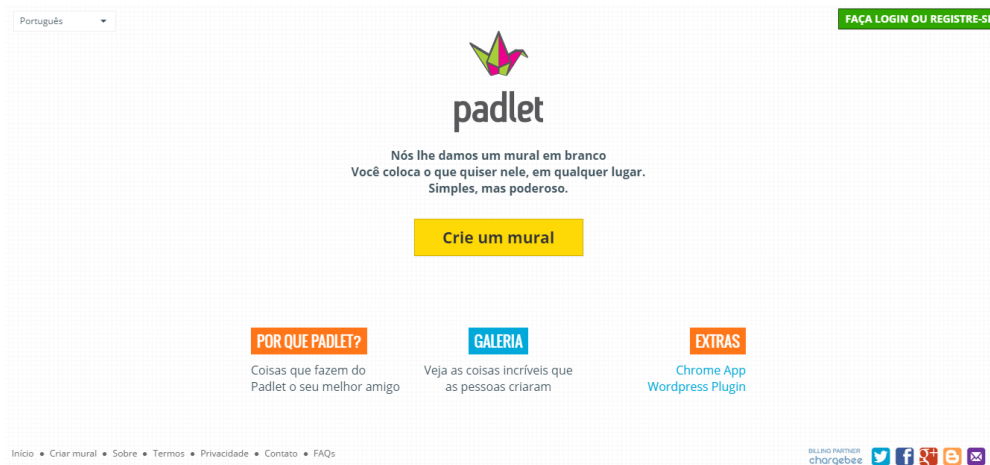 Português
FAÇA LOGIN OU REGISTRE-S
padlet
Nós lhe damos um mural em branco
Você coloca o que quiser nele, em qualquer lugar.
Simples, mas poderoso.
Crie um mural
POR QUE PADLET?
Coisas que fazem do
Padlet o seu melhor amigo
GALERIA
Veja as coisas incríveis que
as pessoas criaram
EXTRAS
Chrome App
Wordpress Plugin
Início • Criar mural • Sobre • Termos • Privacidade • Contato • FAQs
BILLING PARTNER
chargebee